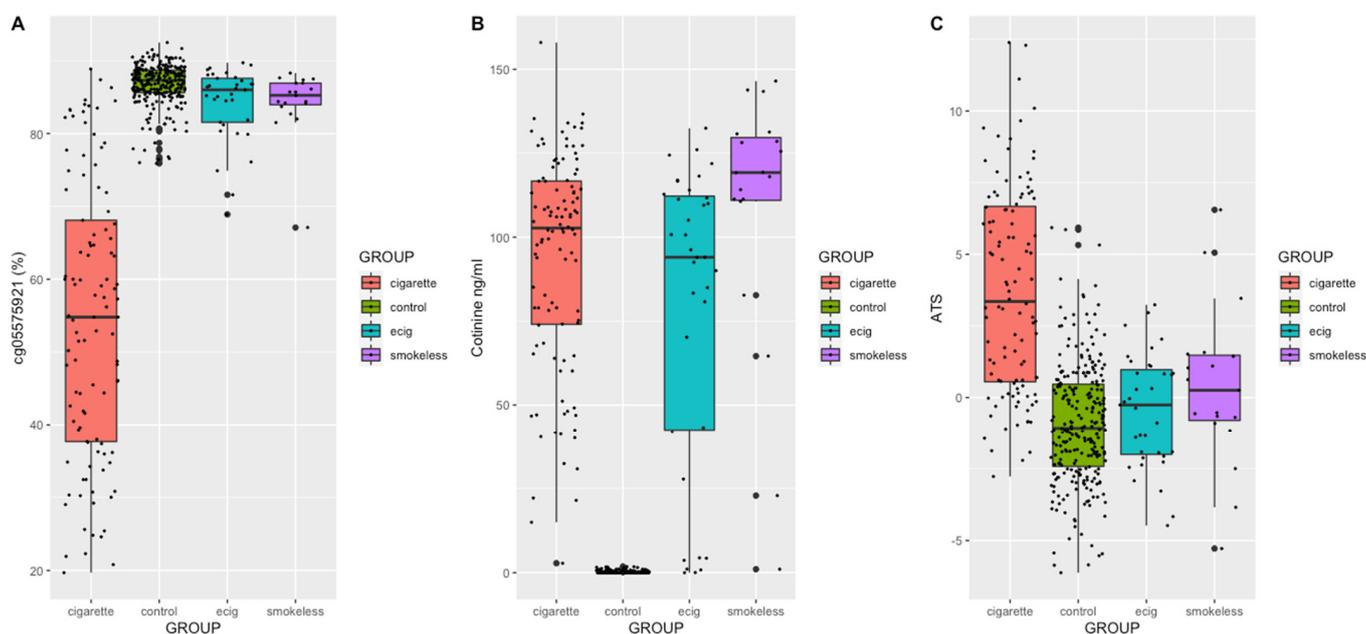 A
cg05575921 (%)
80
60
40
20
cigarette control ecig smokeless
GROUP
GROUP
cigarette
control
ecig
smokeless
B
Cotinine ng/ml
150
100
50
0
cigarette control ecig smokeless
GROUP
GROUP
cigarette
control
ecig
smokeless
C
ATS
10
5
0
-5
cigarette control ecig smokeless
GROUP
GROUP
cigarette
control
ecig
smokeless